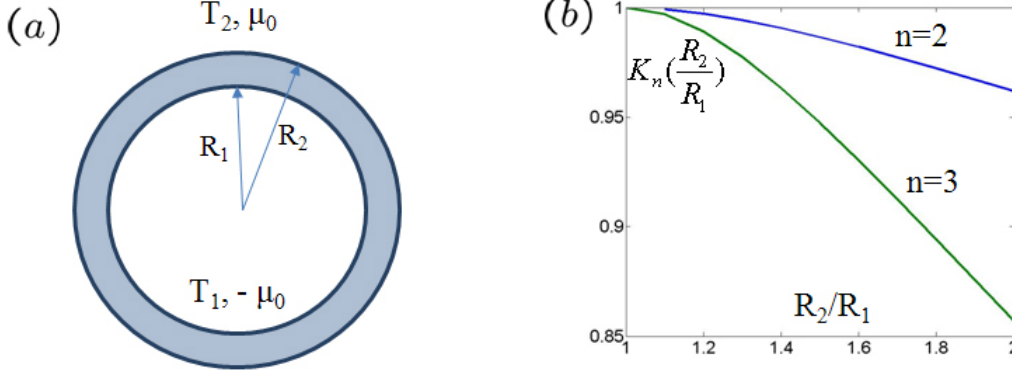 (a)
T₂, μ₀
R₁
R₂
T₁, - μ₀
(b)
1
0.95
0.9
0.85
Kₙ(R₂/R₁)
n=2
n=3
R₂/R₁
1
1.2
1.4
1.6
1.8
2